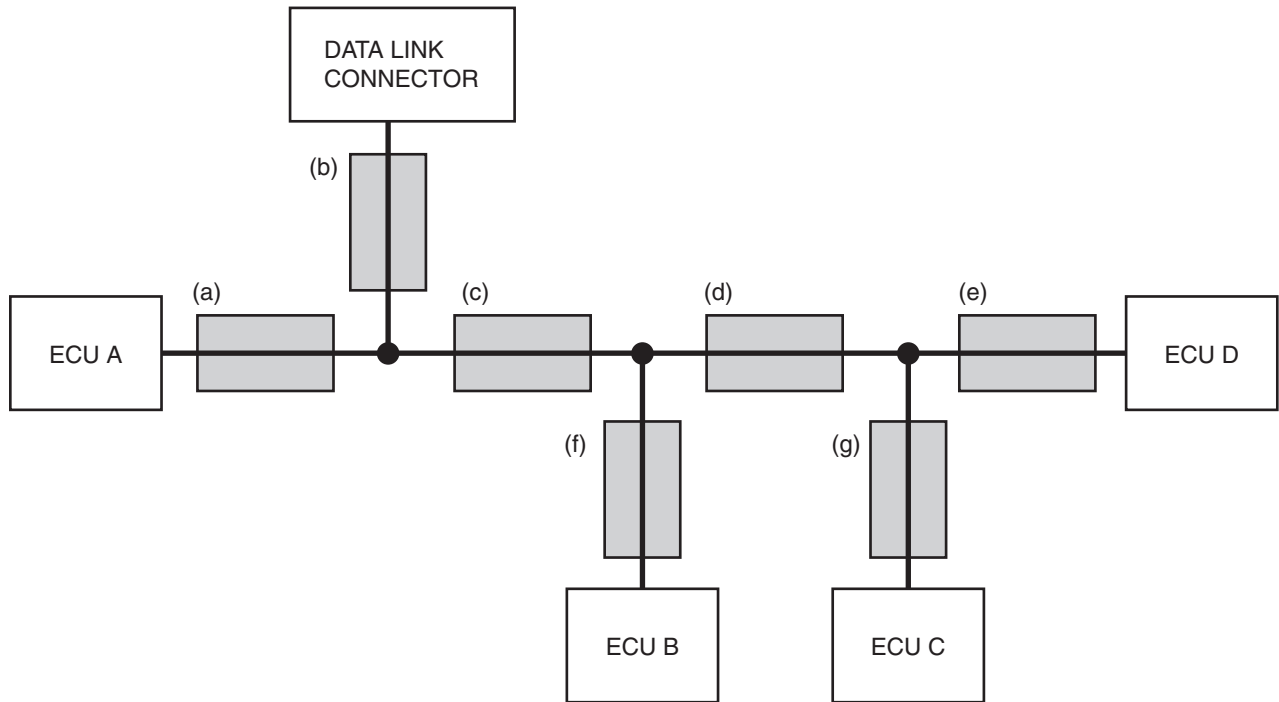 DATA LINK
CONNECTOR
(b)
(a)
(c)
(d)
(e)
ECU A
ECU D
(f)
(g)
ECU B
ECU C